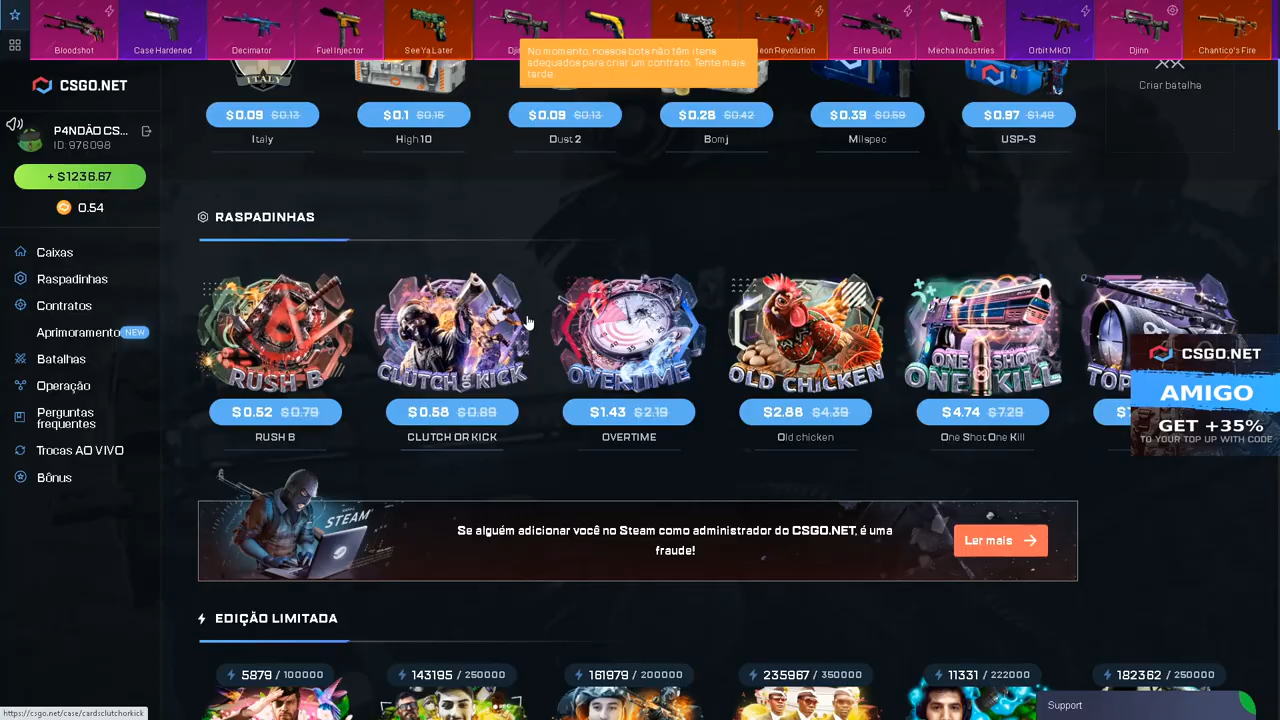 Bloodshot
Case Hardened
Decimator
Fuel Injector
See Ya Later
Elite Build
Mecha Industries
Orbit Mk01
Djinn
Chantico's Fire
No momento, nossos bots não têm itens
adequados para criar um contrato. Tente mais
tarde.
CSGO.NET
P4NDÃO CS...
ID: 976098
+ $1236.67
0.54
Caixas
Raspadinhas
Contratos
Aprimoramento NEW
Batalhas
Operação
Perguntas
frequentes
Trocas AO VIVO
Bônus
ITALY
$0.09 $0.13
$0.1 $0.15
$0.09 $0.13
$0.28 $0.42
$0.39 $0.59
$0.97 $1.49
Criar batalha
Italy
High 10
Dust 2
Bomj
Milspec
USP-S
RASPADINHAS
RUSH B
CLUTCH OR KICK
OVERTIME
OLD CHICKEN
ONE SHOT
ONE KILL
TOP
$0.52 $0.79
$0.58 $0.89
$1.43 $2.19
$2.86 $4.39
$4.74 $7.29
RUSH B
CLUTCH OR KICK
OVERTIME
Old chicken
One Shot One Kill
CSGO.NET
AMIGO
GET +35%
TO YOUR TOP UP WITH CODE
STEAM
Se alguém adicionar você no Steam como administrador do CSGO.NET, é uma
fraude!
Ler mais
EDIÇÃO LIMITADA
5879 / 100000
143195 / 250000
161979 / 200000
235967 / 350000
11331 / 222000
182362 / 250000
Support
https://csgo.net/case/cardsclutchorkick